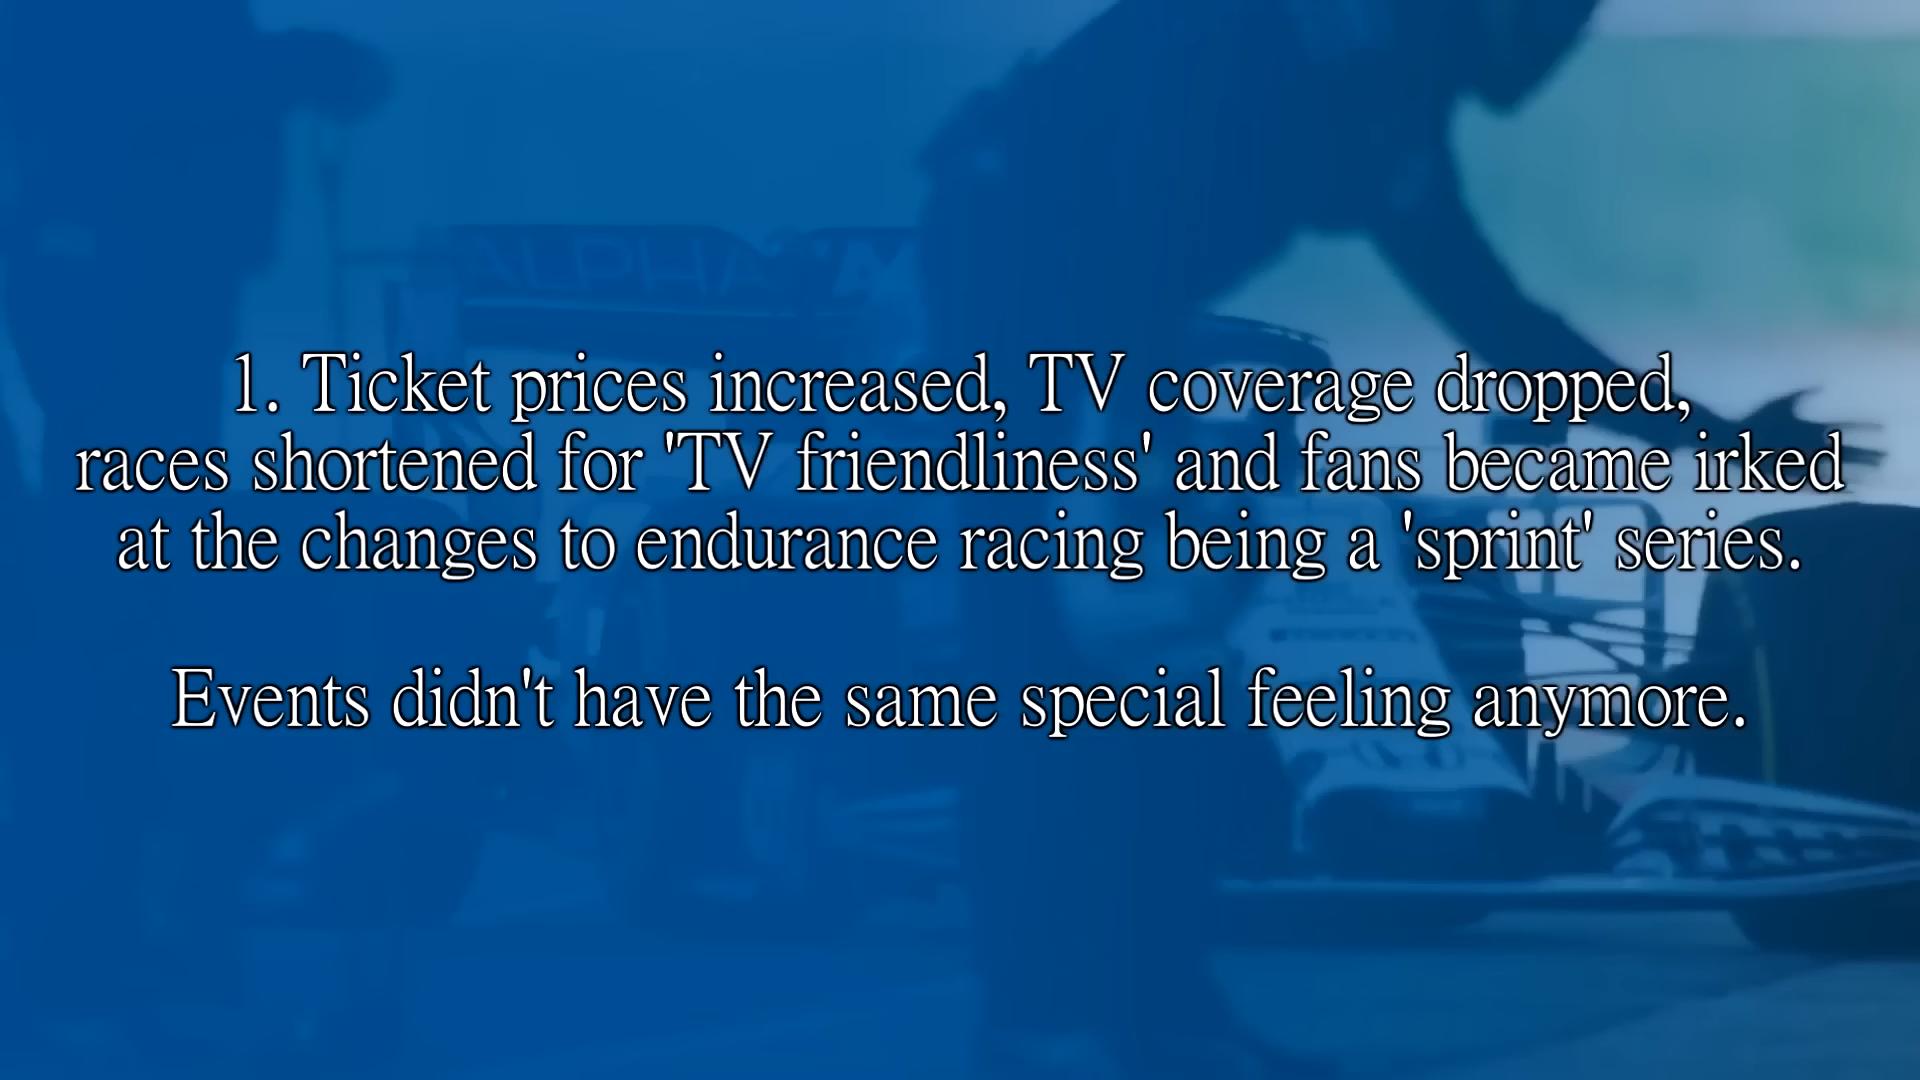 ALPHA
1. Ticket prices increased, TV coverage dropped,
races shortened for 'TV friendliness' and fans became irked
at the changes to endurance racing being a 'sprint' series.
Events didn't have the same special feeling anymore.